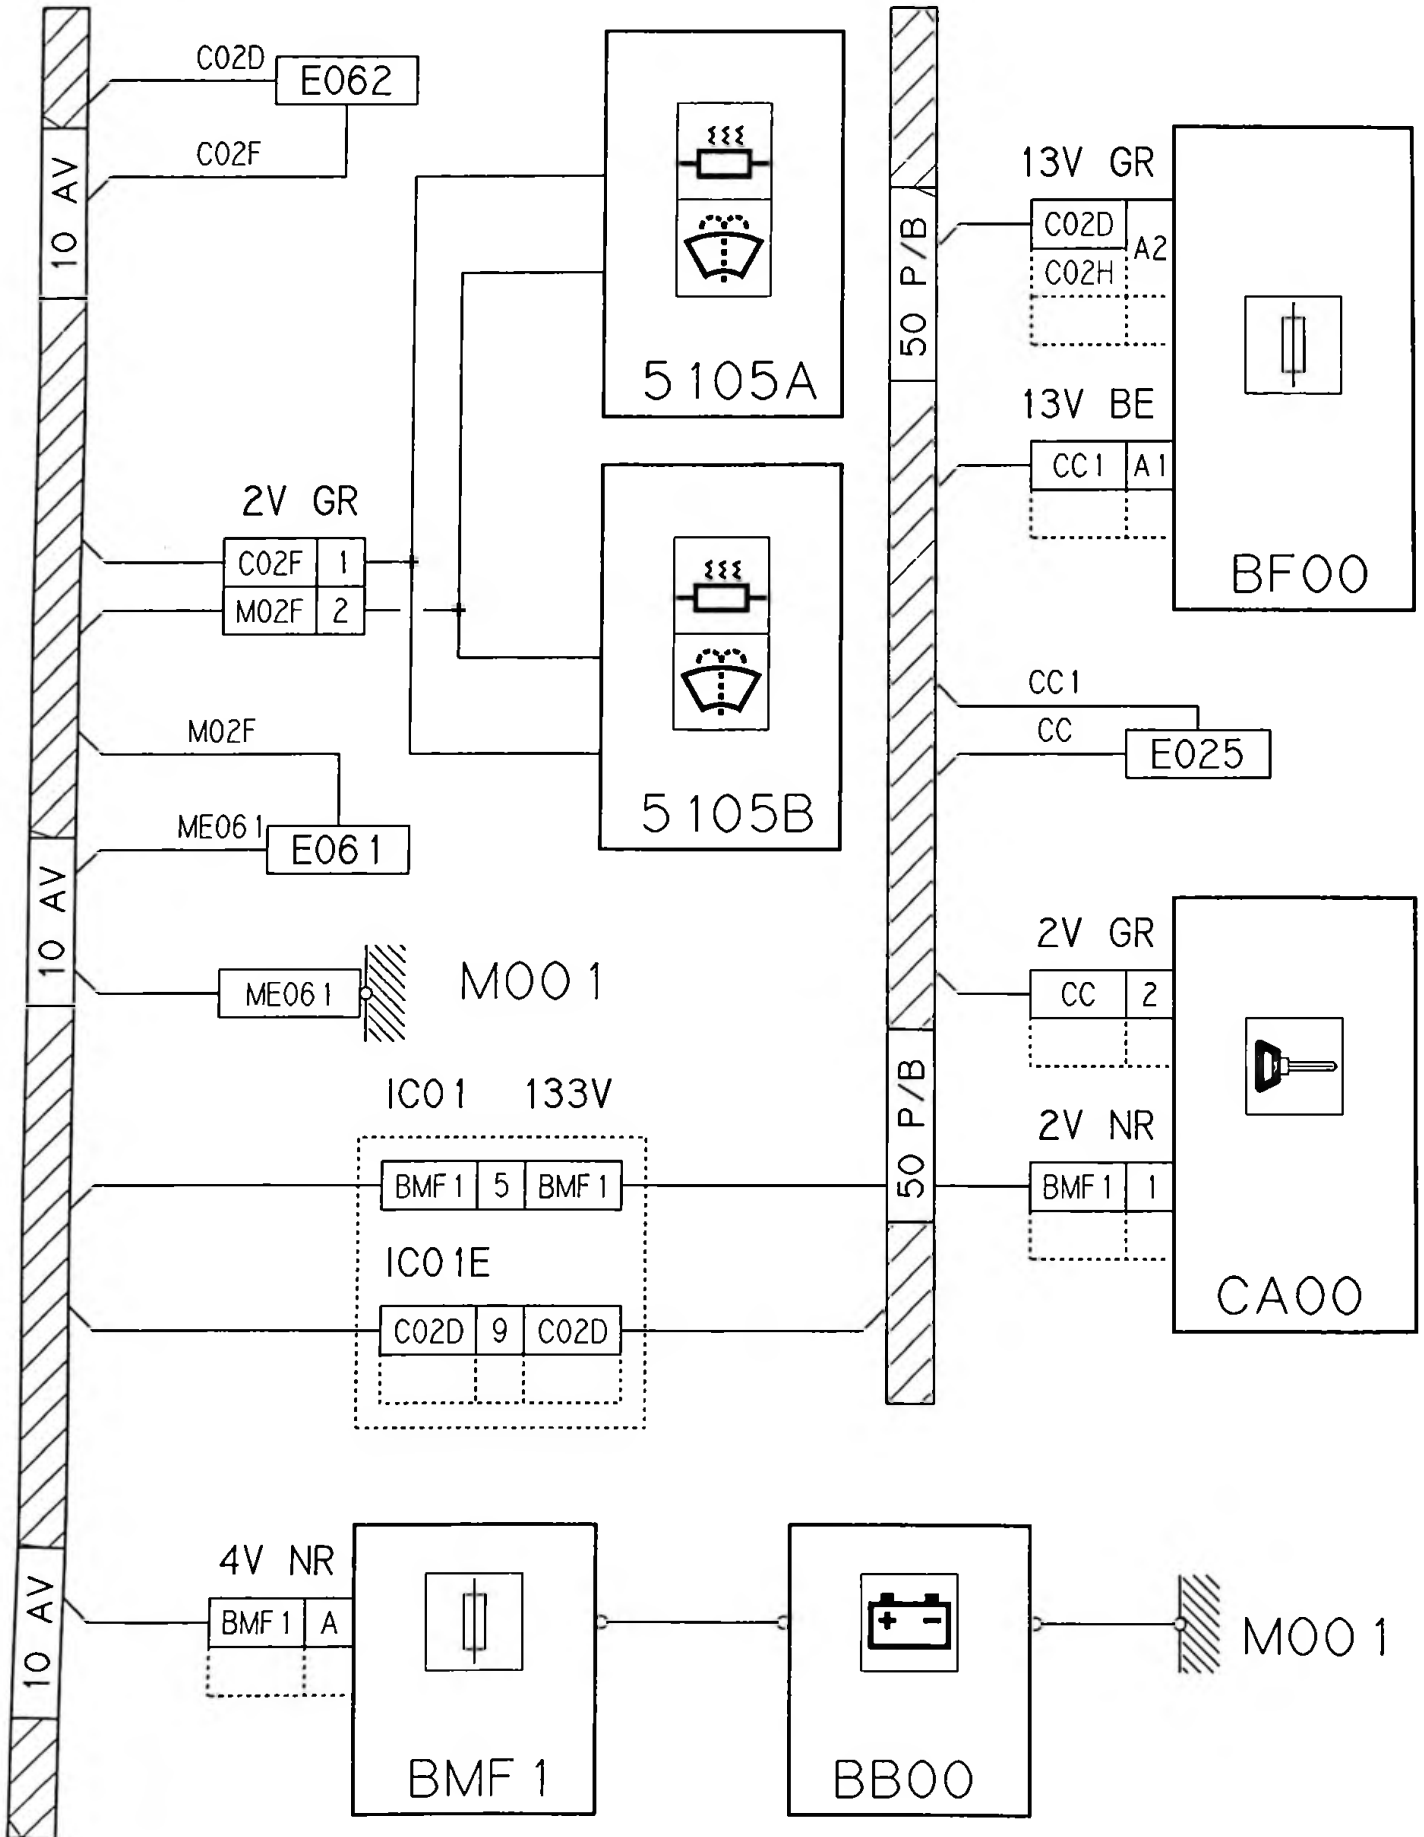 C02D
E062
C02F
10 AV
5105A
2V GR
C02F 1
M02F 2
5105B
M02F
ME061
E061
10 AV
ME061
M001
IC01 133V
BMF1 5 BMF1
IC01E
C02D 9 C02D
4V NR
BMF1 A
10 AV
BMF1
+ -
BB00
M001
50 P/B
13V GR
C02D A2
C02H
13V BE
CC1 A1
BF00
CC1
CC
E025
2V GR
CC 2
50 P/B
2V NR
BMF1 1
CA00